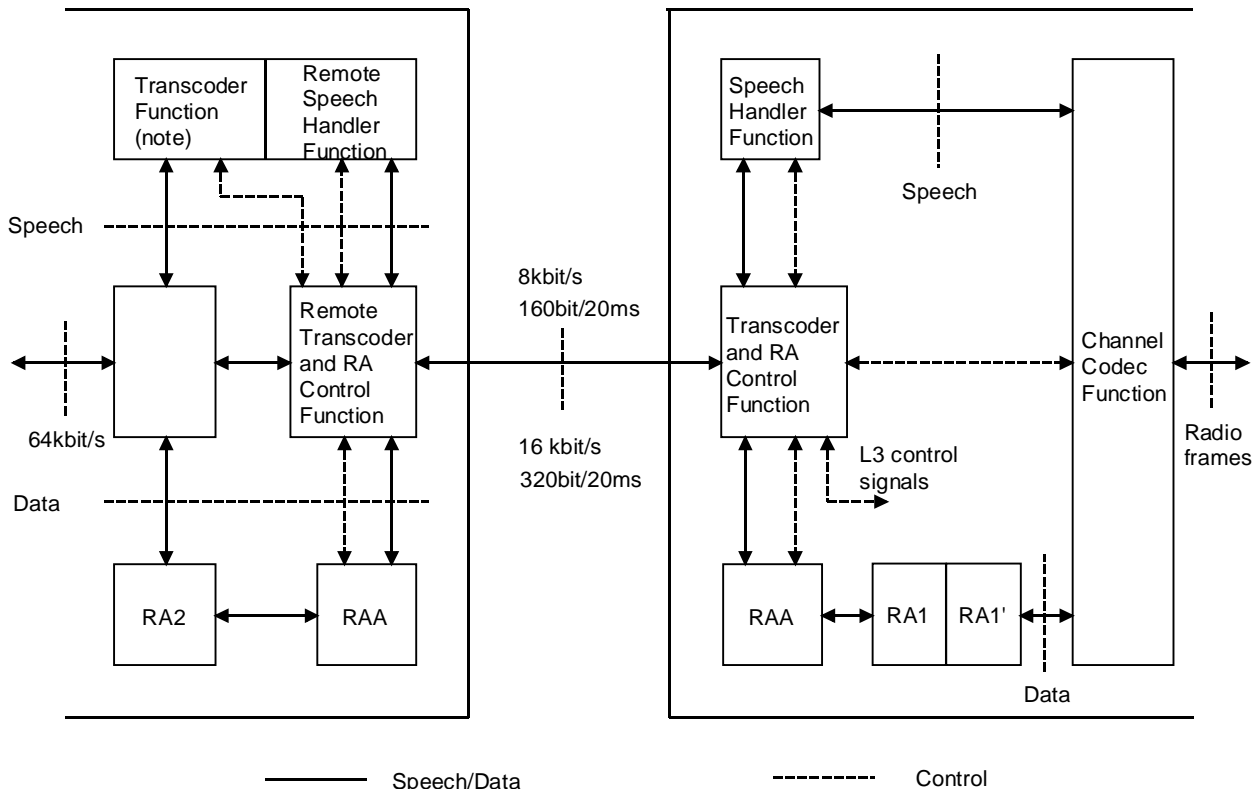 Transcoder
Function
(note)
Remote
Speech
Handler
Function
Speech
Handler
Function
Speech
Speech
8kbit/s
160bit/20ms
Remote
Transcoder
and RA
Control
Function
Transcoder
and RA
Control
Function
Channel
Codec
Function
64kbit/s
16 kbit/s
320bit/20ms
L3 control
signals
Radio
frames
Data
RA2
RAA
RAA
RA1
RA1'
Data
Speech/Data
Control